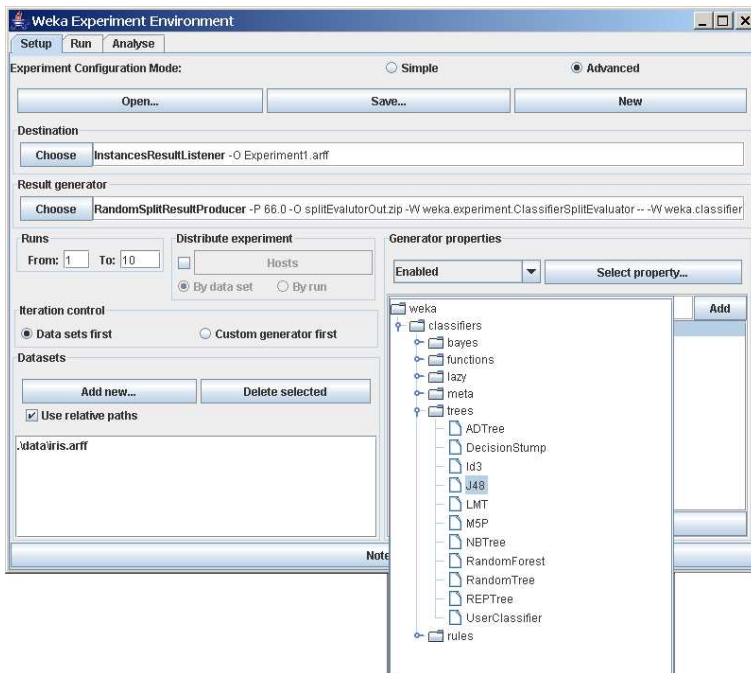 Weka Experiment Environment
Setup Run Analyse
Experiment Configuration Mode: Simple Advanced
Open... Save... New
Destination
Choose InstancesResultListener -O Experiment1.arff
Result generator
Choose RandomSplitResultProducer -P 66.0 -O splitEvalutorOut.zip -W weka.experiment.ClassifierSplitEvaluator -- -W weka.classifier
Runs
From: 1 To: 10
Distribute experiment
Hosts
By data set By run
Generator properties
Enabled Select property...
Add
Iteration control
Data sets first Custom generator first
Datasets
Add new... Delete selected
Use relative paths
.\data\iris.arff
weka
classifiers
bayes
functions
lazy
meta
trees
ADTree
DecisionStump
Id3
J48
LMT
M5P
NBTree
RandomForest
RandomTree
REPTree
UserClassifier
rules
Note